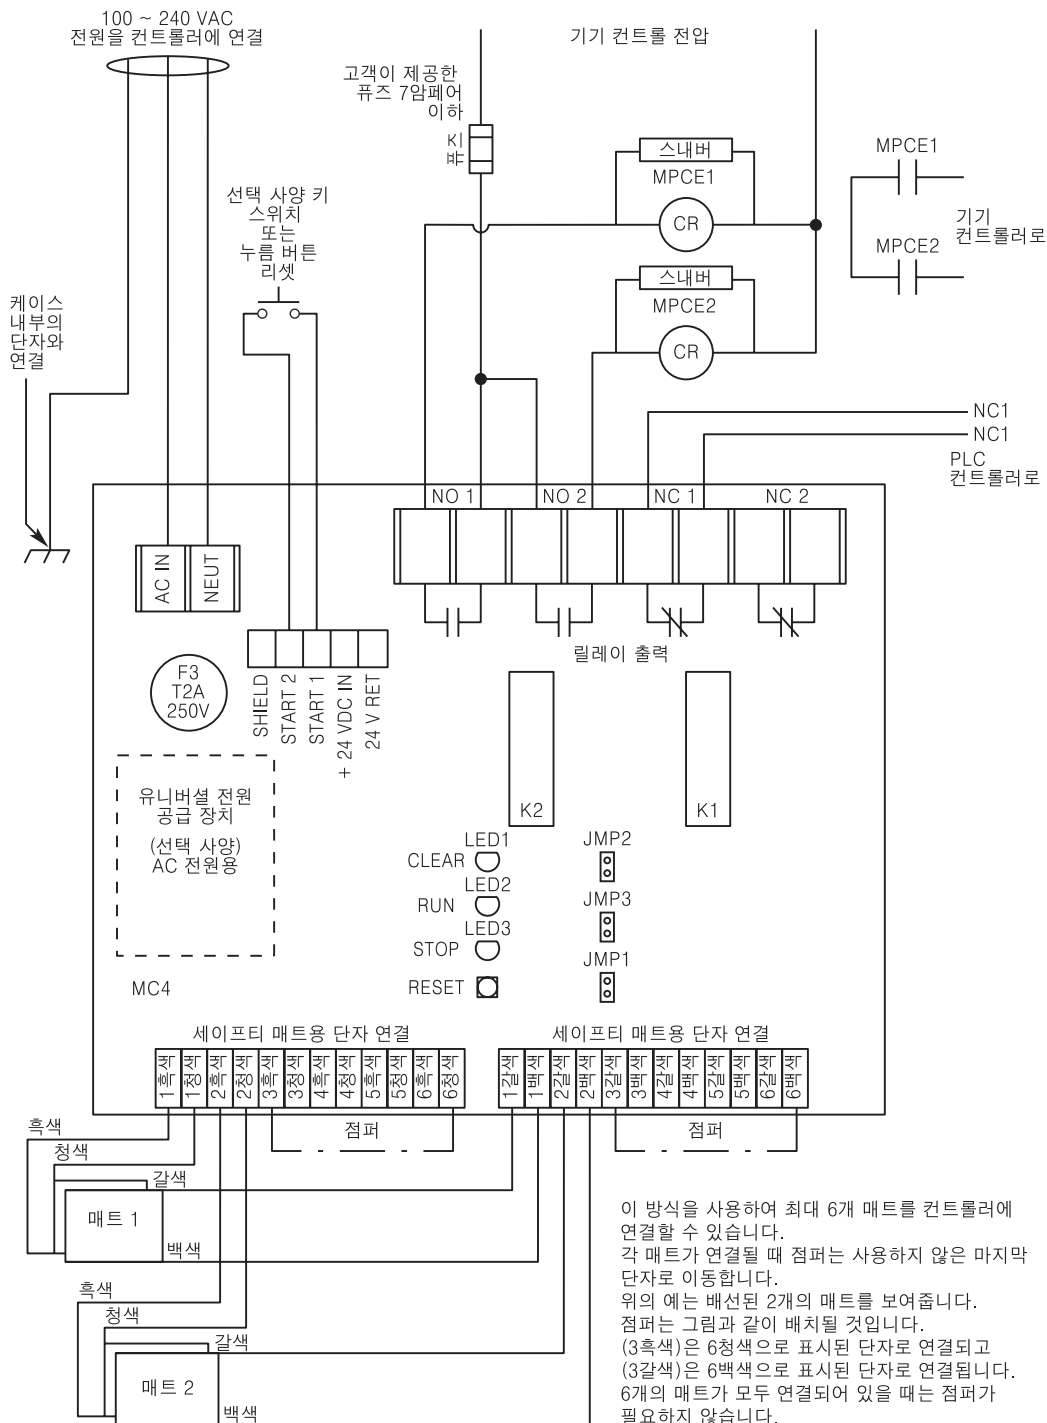 100 ~ 240 VAC
전원을 컨트롤러에 연결
기기 컨트롤 전압
고객이 제공한
퓨즈 7암페어
이하
퓨즈
스내버
MPCE1
CR
MPCE1
기기
컨트롤러로
MPCE2
선택 사양 키
스위치
또는
누름 버튼
리셋
스내버
MPCE2
CR
케이스
내부의
단자와
연결
NC1
NC1
PLC
컨트롤러로
NO 1
NO 2
NC 1
NC 2
AC IN
NEUT
릴레이 출력
F3
T2A
250V
SHIELD
START 2
START 1
+ 24 VDC IN
24 V RET
유니버셜 전원
공급 장치
(선택 사양)
AC 전원용
K2
K1
LED1
CLEAR
LED2
RUN
LED3
STOP
RESET
JMP2
JMP3
JMP1
MC4
세이프티 매트용 단자 연결
세이프티 매트용 단자 연결
1흑색
1청색
2흑색
2청색
3흑색
3청색
4흑색
4청색
5흑색
5청색
6흑색
6청색
1갈색
1백색
2갈색
2백색
3갈색
3백색
4갈색
4백색
5갈색
5백색
6갈색
6백색
점퍼
점퍼
흑색
청색
갈색
매트 1
백색
흑색
청색
갈색
매트 2
백색
이 방식을 사용하여 최대 6개 매트를 컨트롤러에
연결할 수 있습니다.
각 매트가 연결될 때 점퍼는 사용하지 않은 마지막
단자로 이동합니다.
위의 예는 배선된 2개의 매트를 보여줍니다.
점퍼는 그림과 같이 배치될 것입니다.
(3흑색)은 6청색으로 표시된 단자로 연결되고
(3갈색)은 6백색으로 표시된 단자로 연결됩니다.
6개의 매트가 모두 연결되어 있을 때는 점퍼가
필요하지 않습니다.